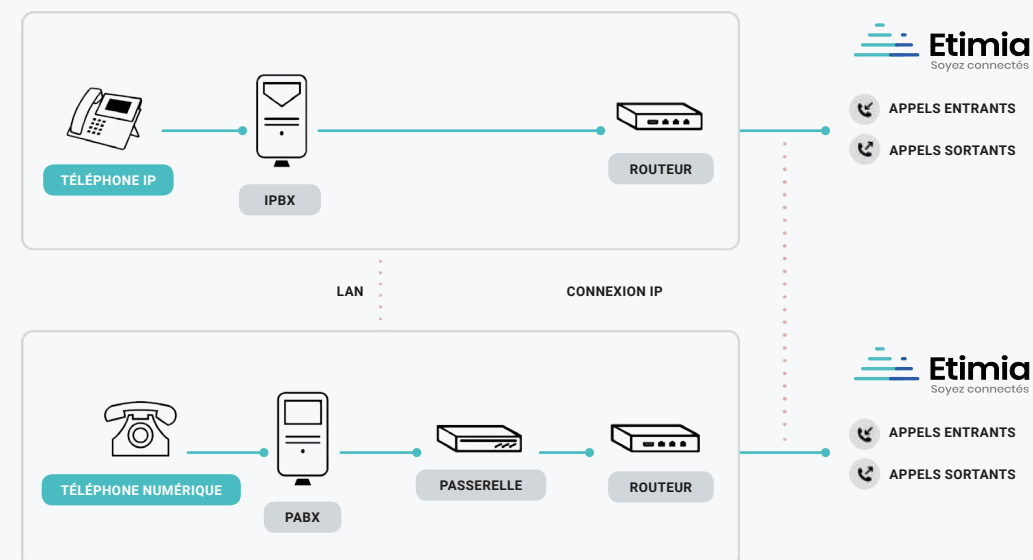 Etimia
Soyez connectés
APPELS ENTRANTS
APPELS SORTANTS
TÉLÉPHONE IP
IPBX
ROUTEUR
LAN
CONNEXION IP
Etimia
Soyez connectés
APPELS ENTRANTS
APPELS SORTANTS
TÉLÉPHONE NUMÉRIQUE
PABX
PASSERELLE
ROUTEUR